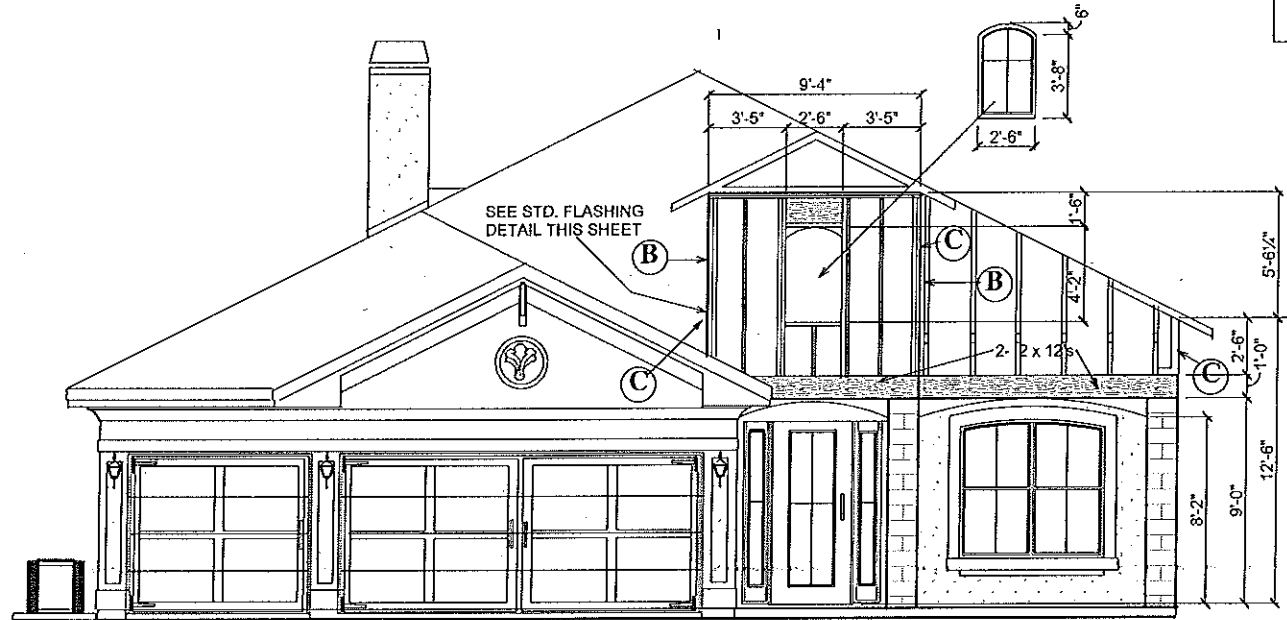 6"
3'-8"
2'-6"
9'-4"
3'-5" 2'-6" 3'-5"
SEE STD. FLASHING
DETAIL THIS SHEET
B
C
C
B
1'-6"
4'-2"
5'-6¼"
2- 2 x 12's
2'-6"
1'-0"
C
8'-2"
9'-0"
12'-6"